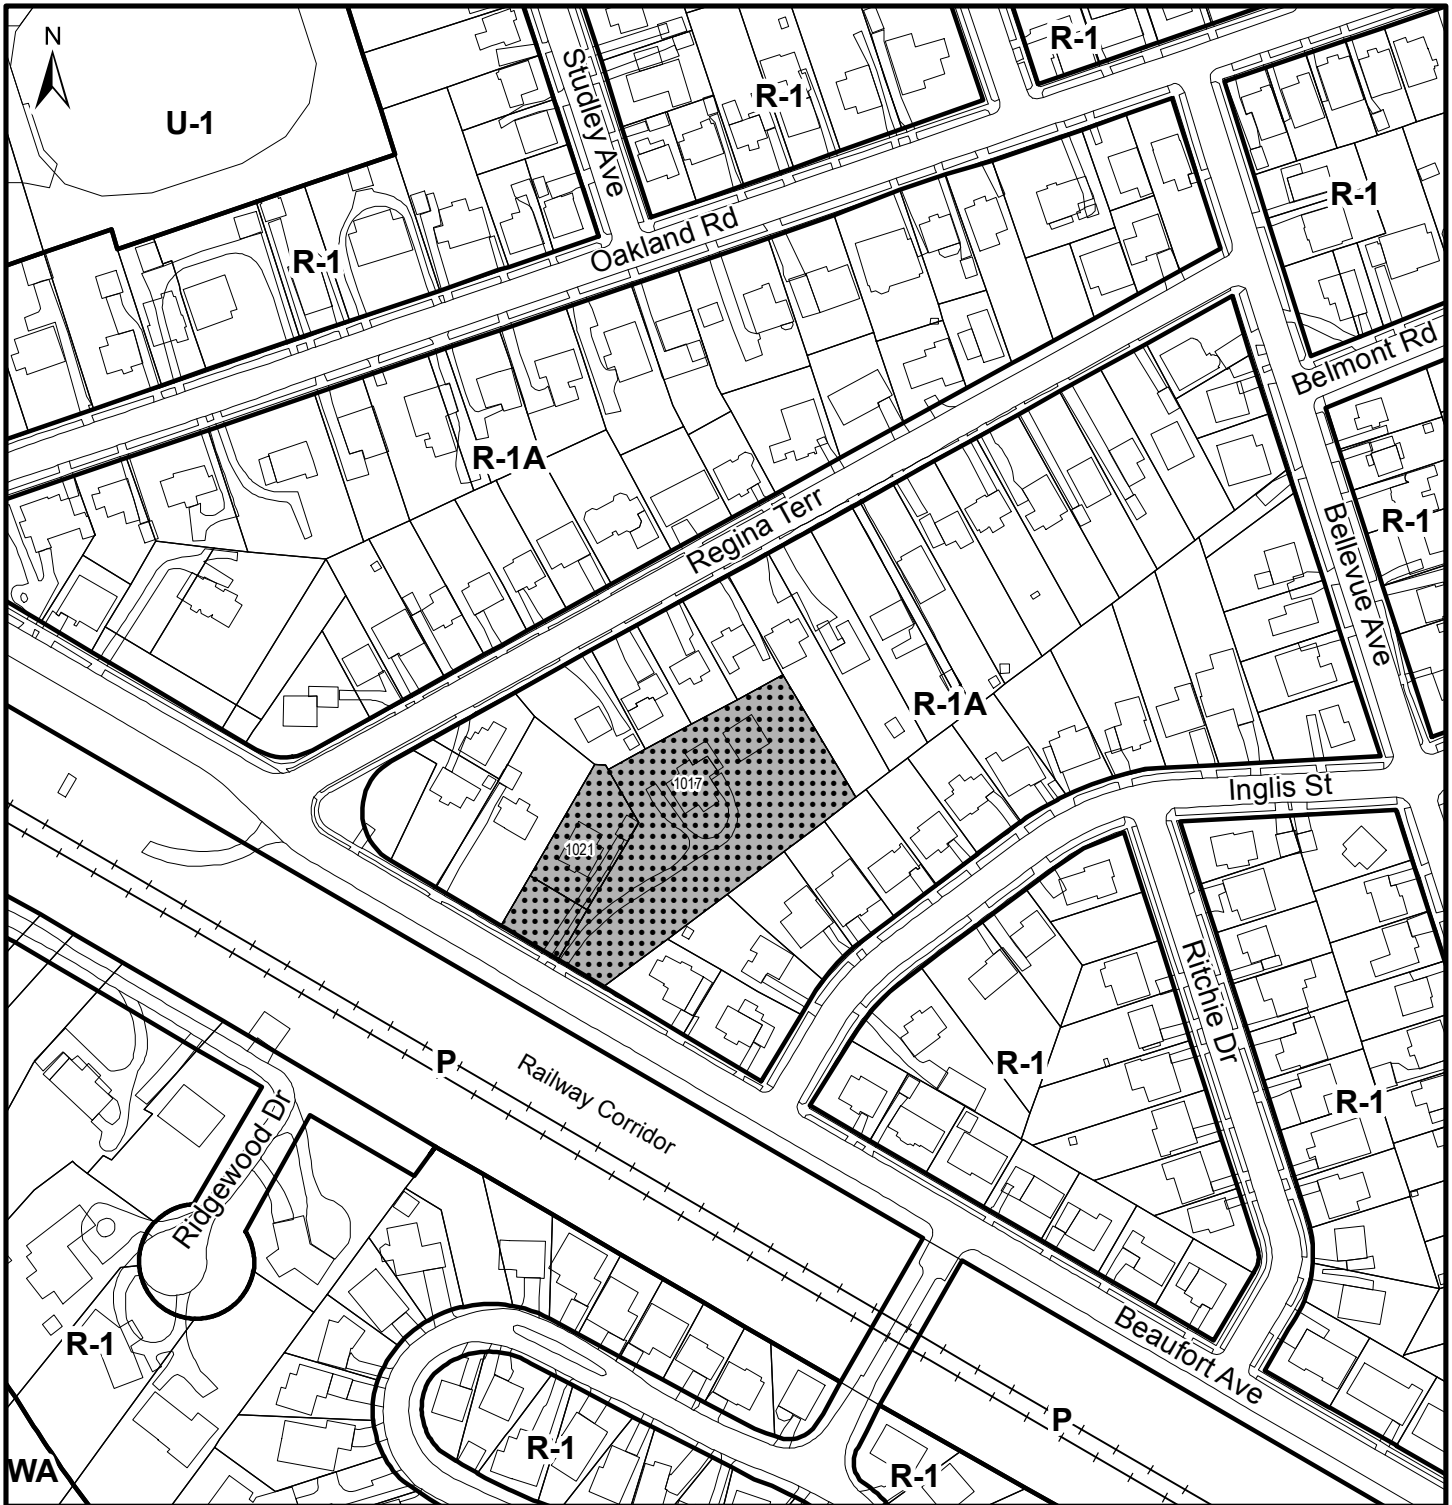 N
R-1
Studley Ave
R-1
U-1
R-1
Oakland Rd
R-1
Belmont Rd
R-1A
Regina Terr
R-1
Bellevue Ave
R-1A
1017
Inglis St
1021
Ritchie Dr
P
Railway Corridor
R-1
R-1
Ridgewood Dr
R-1
Beaufort Ave
P
R-1
WA
R-1